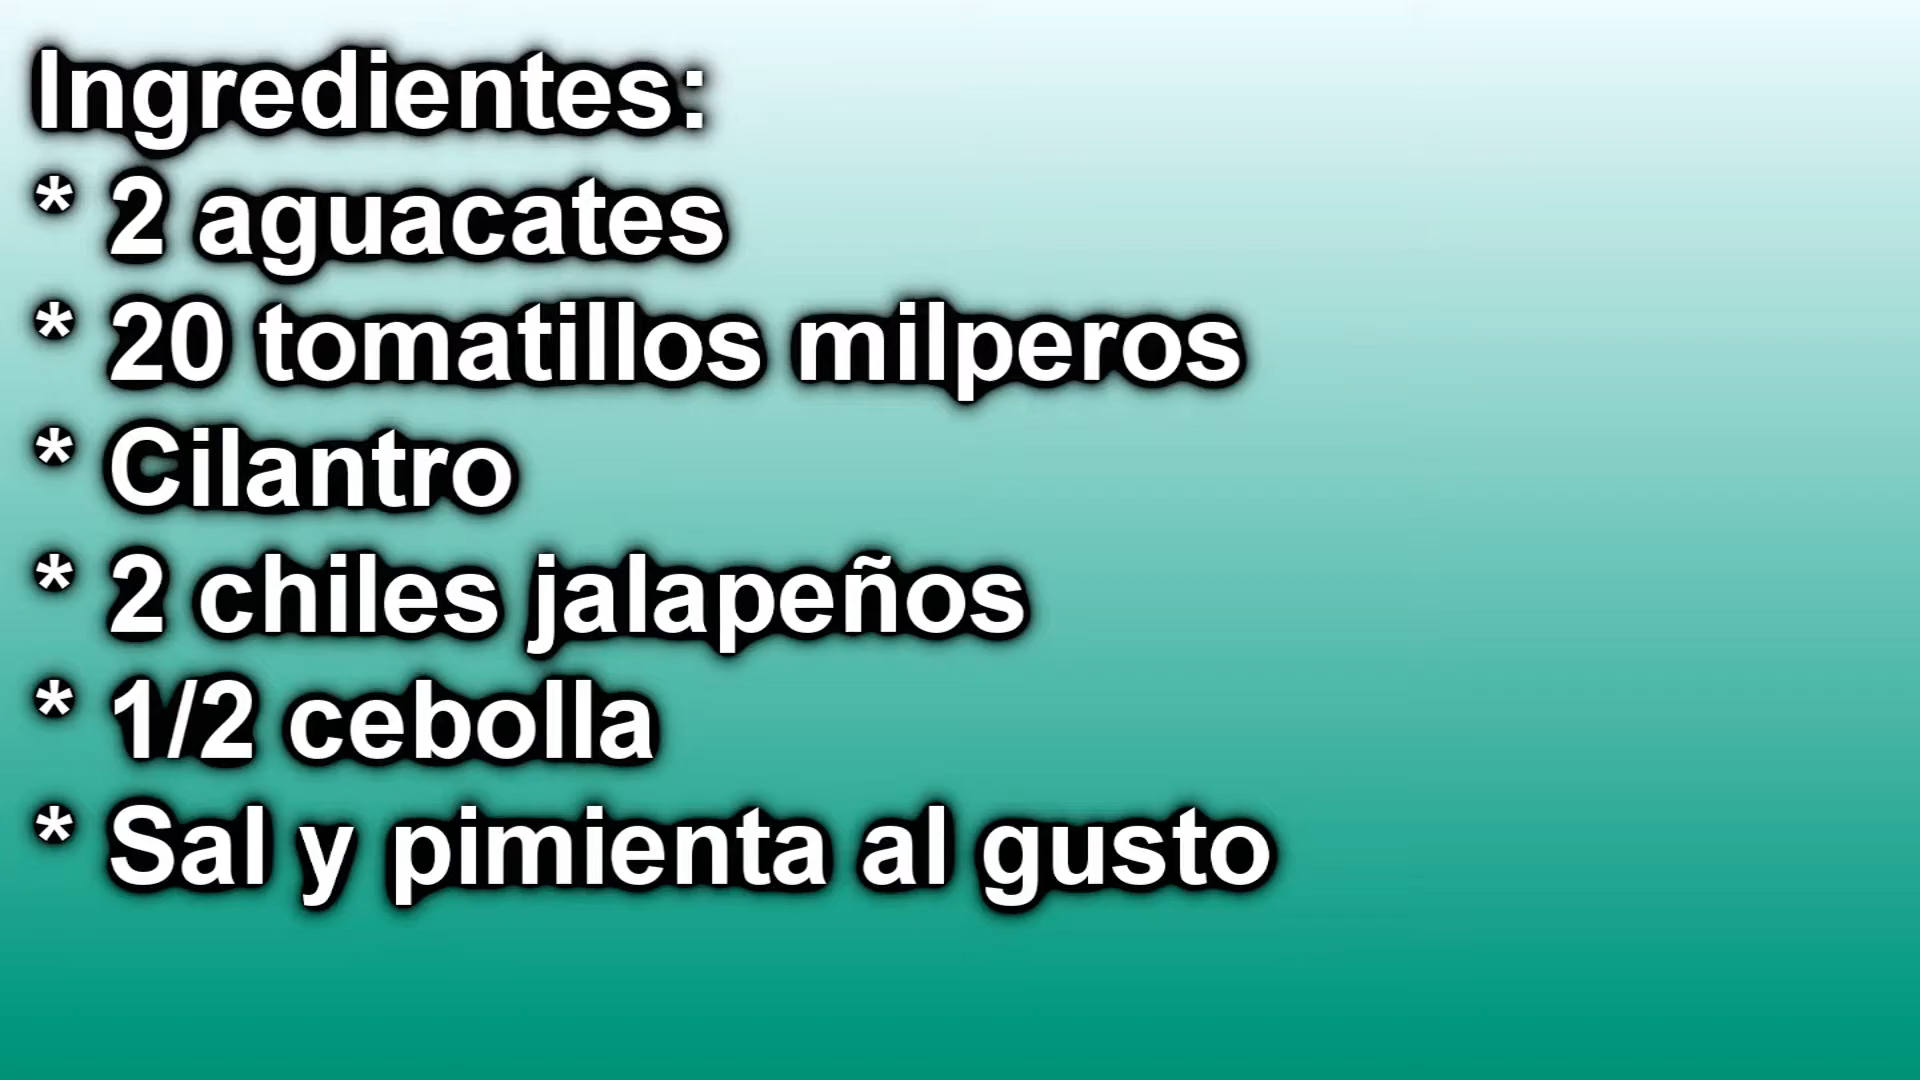 Ingredientes:
* 2 aguacates
* 20 tomatillos milperos
* Cilantro
* 2 chiles jalapeños
* 1/2 cebolla
* Sal y pimienta al gusto